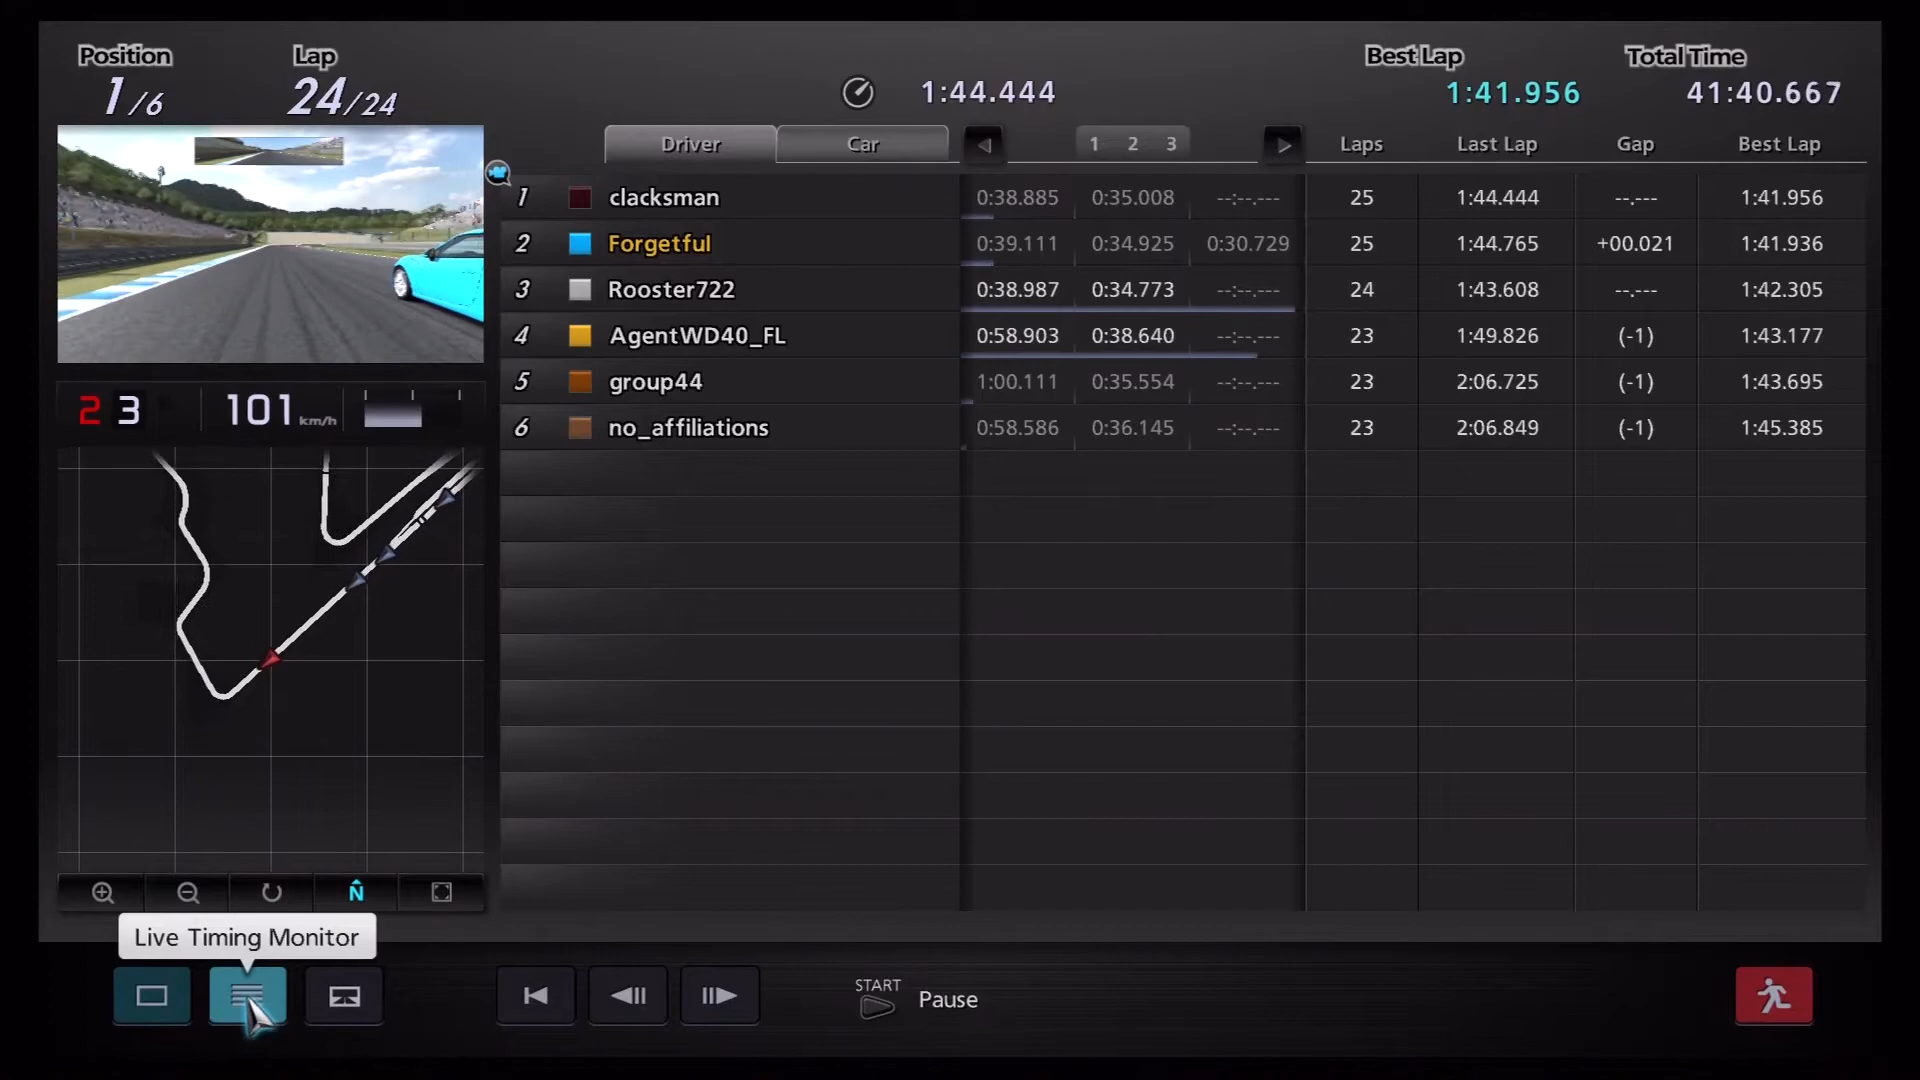 Position Lap Best Lap Total Time
1/6 24/24 1:44.444 1:41.956 41:40.667
Driver Car 1 2 3 Laps Last Lap Gap Best Lap
1 clacksman 0:38.885 0:35.008 --:--.--- 25 1:44.444 --.--- 1:41.956
2 Forgetful 0:39.111 0:34.925 0:30.729 25 1:44.765 +00.021 1:41.936
3 Rooster722 0:38.987 0:34.773 --:--.--- 24 1:43.608 --.--- 1:42.305
4 AgentWD40_FL 0:58.903 0:38.640 --:--.--- 23 1:49.826 (-1) 1:43.177
5 group44 1:00.111 0:35.554 --:--.--- 23 2:06.725 (-1) 1:43.695
6 no_affiliations 0:58.586 0:36.145 --:--.--- 23 2:06.849 (-1) 1:45.385
2 3 101 km/h
N
Live Timing Monitor
START Pause